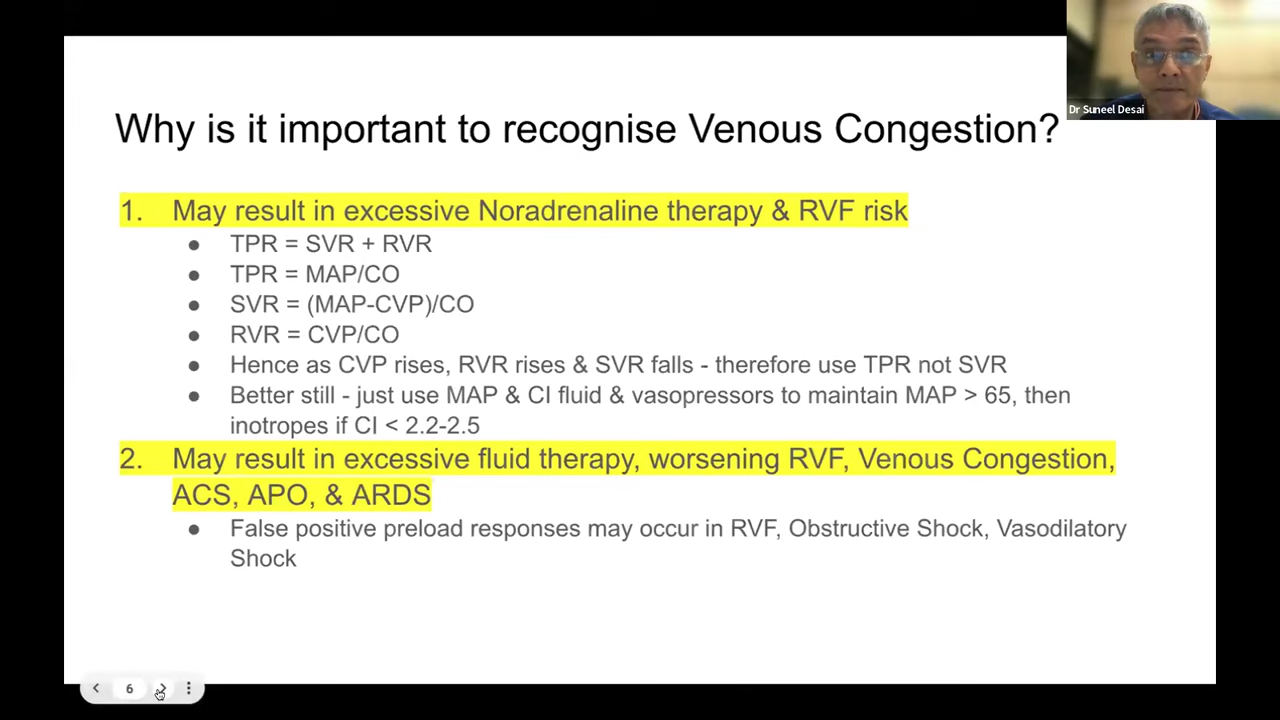 Dr Suneel Desai
Why is it important to recognise Venous Congestion?
1. May result in excessive Noradrenaline therapy & RVF risk
● TPR = SVR + RVR
● TPR = MAP/CO
● SVR = (MAP-CVP)/CO
● RVR = CVP/CO
● Hence as CVP rises, RVR rises & SVR falls - therefore use TPR not SVR
● Better still - just use MAP & CI fluid & vasopressors to maintain MAP > 65, then
inotropes if CI < 2.2-2.5
2. May result in excessive fluid therapy, worsening RVF, Venous Congestion,
ACS, APO, & ARDS
● False positive preload responses may occur in RVF, Obstructive Shock, Vasodilatory
Shock
6